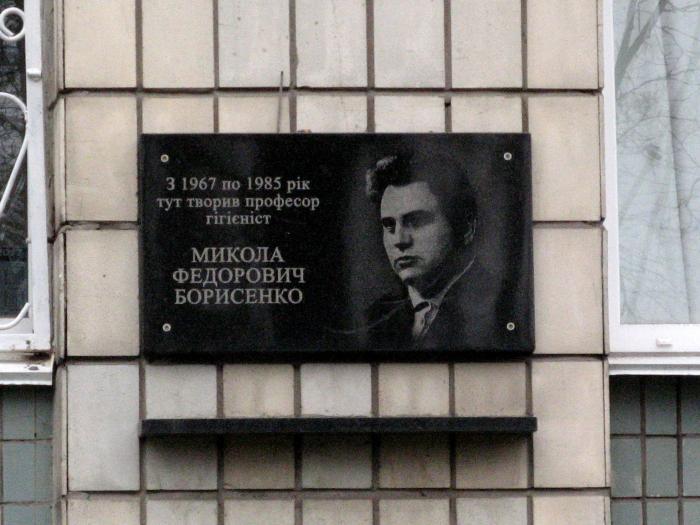 З 1967 по 1985 рік
тут творив професор
гігієніст
МИКОЛА
ФЕДОРОВИЧ
БОРИСЕНКО